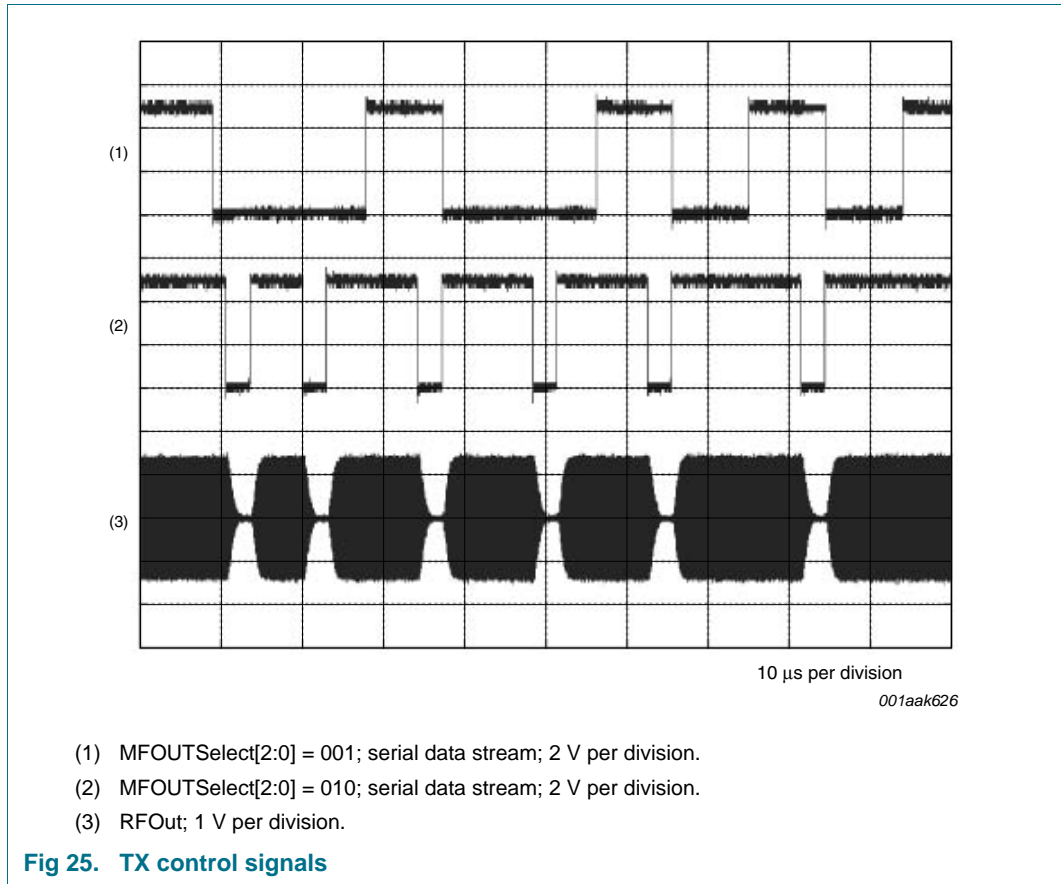 (1)
(2)
(3)
10 µs per division
001aak626
(1) MFOUTSelect[2:0] = 001; serial data stream; 2 V per division.
(2) MFOUTSelect[2:0] = 010; serial data stream; 2 V per division.
(3) RFOut; 1 V per division.
Fig 25. TX control signals